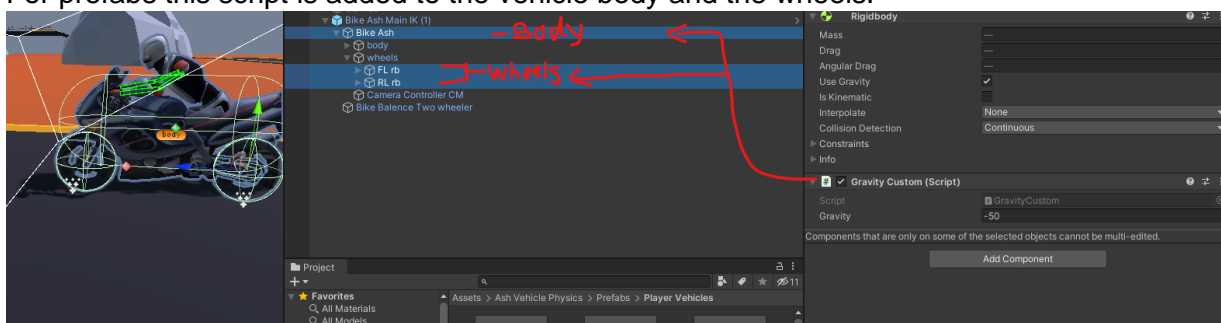 For prefabs this script is added to the vehicle body and the wheels.
Bike Ash Main IK (1)
Bike Ash
body
wheels
FL rb
RL rb
Camera Controller CM
Bike Balence Two wheeler
- Body
wheels
body
Rigidbody
Mass —
Drag —
Angular Drag —
Use Gravity
Is Kinematic
Interpolate None
Collision Detection Continuous
Constraints
Info
Gravity Custom (Script)
Script GravityCustom
Gravity -50
Components that are only on some of the selected objects cannot be multi-edited.
Add Component
Project
11
Favorites
All Materials
All Models
Assets > Ash Vehicle Physics > Prefabs > Player Vehicles